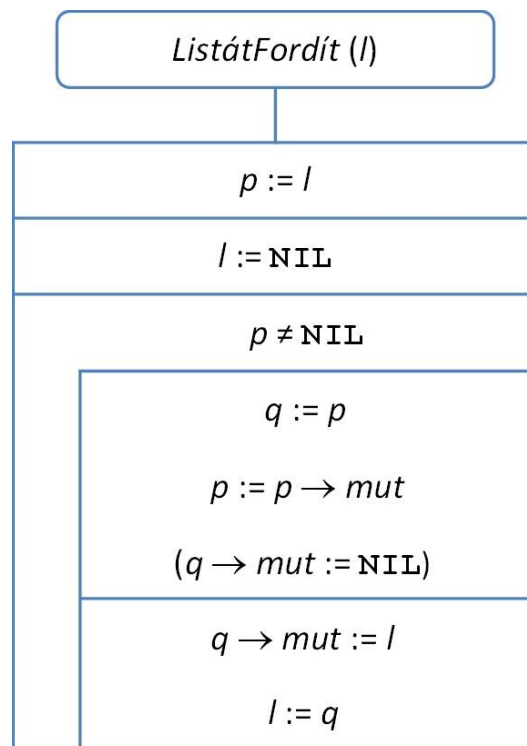 ListátFordít (l)
p := l
l := NIL
p ≠ NIL
q := p
p := p → mut
(q → mut := NIL)
q → mut := l
l := q